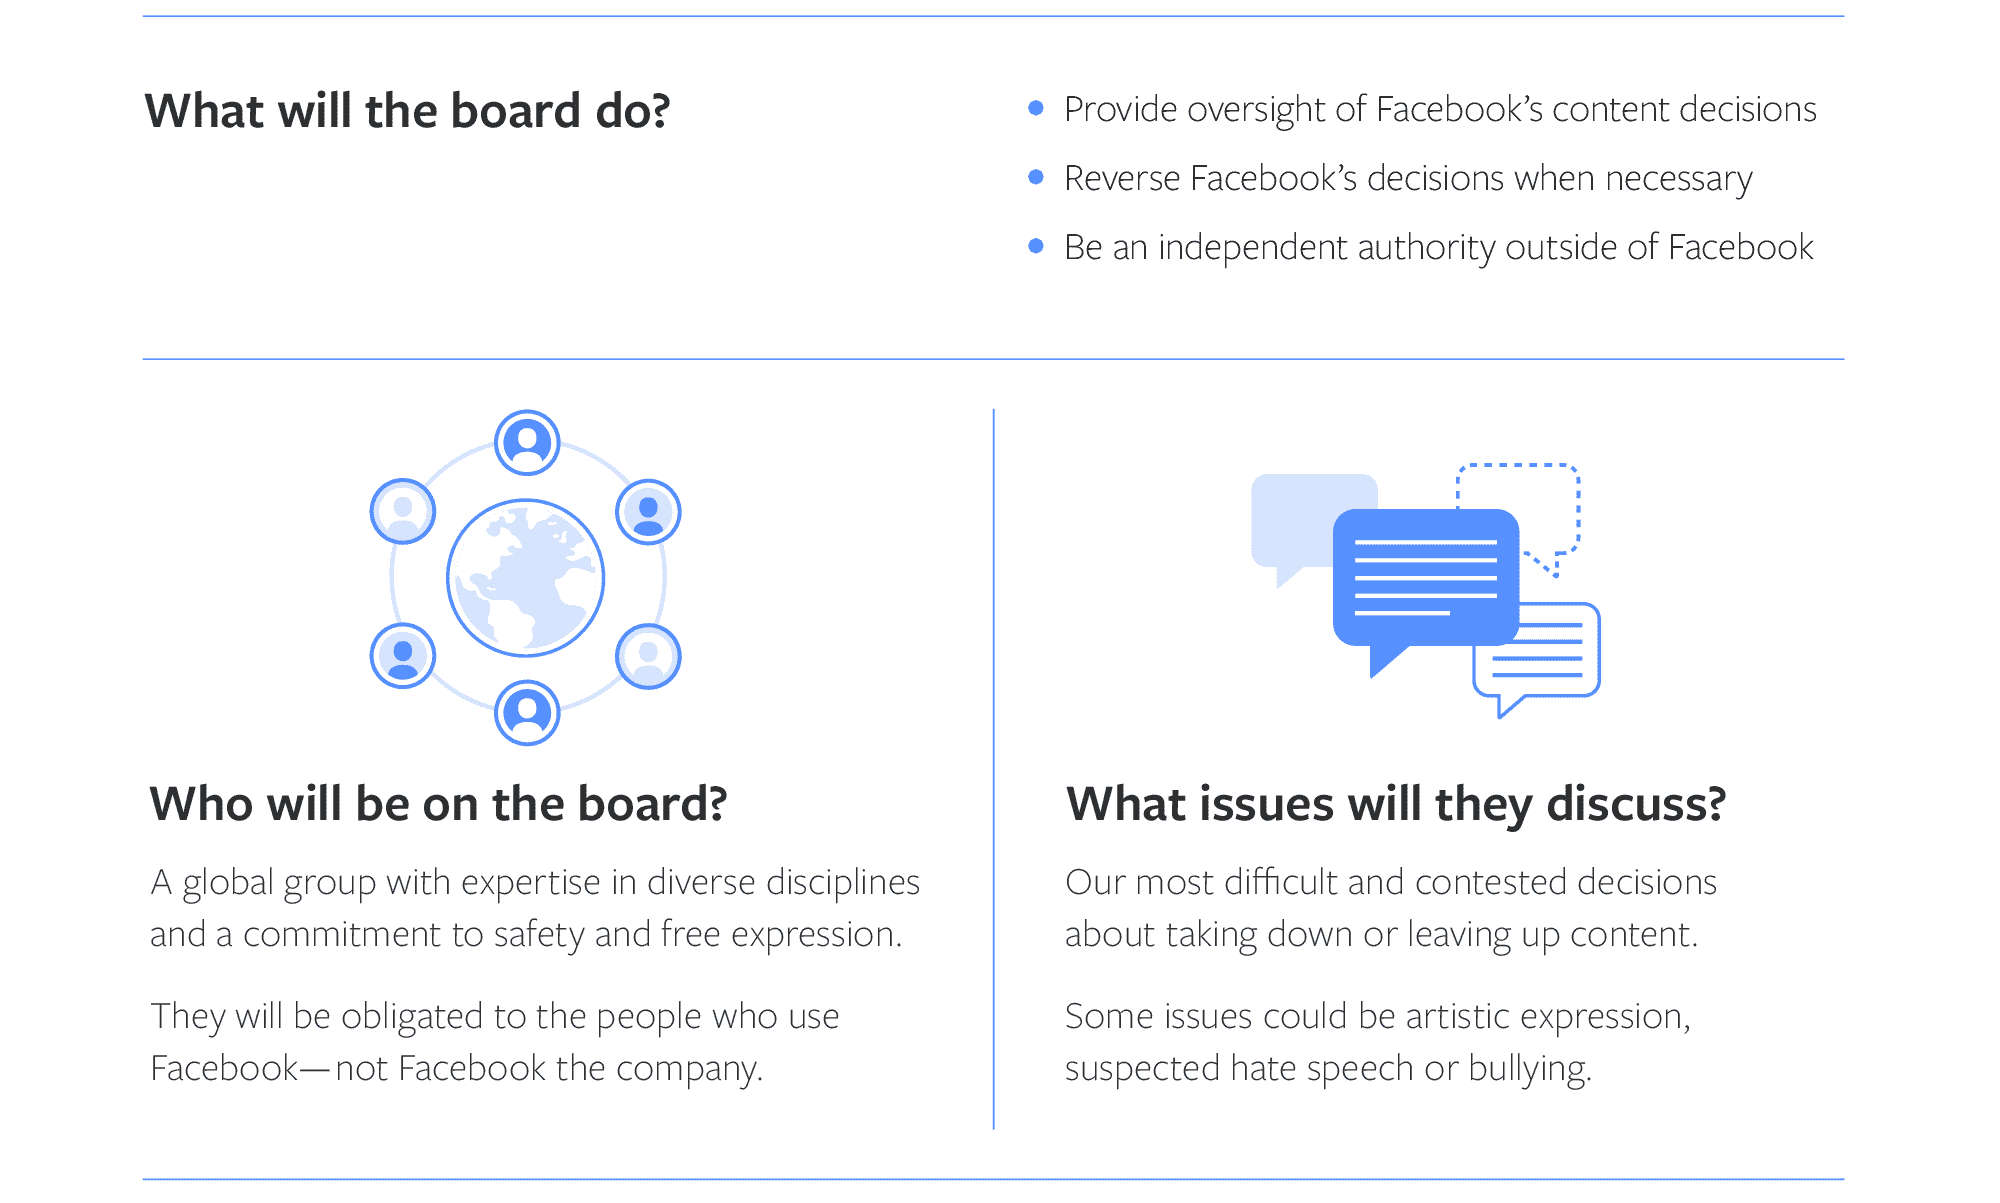 What will the board do?
Provide oversight of Facebook’s content decisions
Reverse Facebook’s decisions when necessary
Be an independent authority outside of Facebook
Who will be on the board?
A global group with expertise in diverse disciplines
and a commitment to safety and free expression.
They will be obligated to the people who use
Facebook—not Facebook the company.
What issues will they discuss?
Our most difficult and contested decisions
about taking down or leaving up content.
Some issues could be artistic expression,
suspected hate speech or bullying.